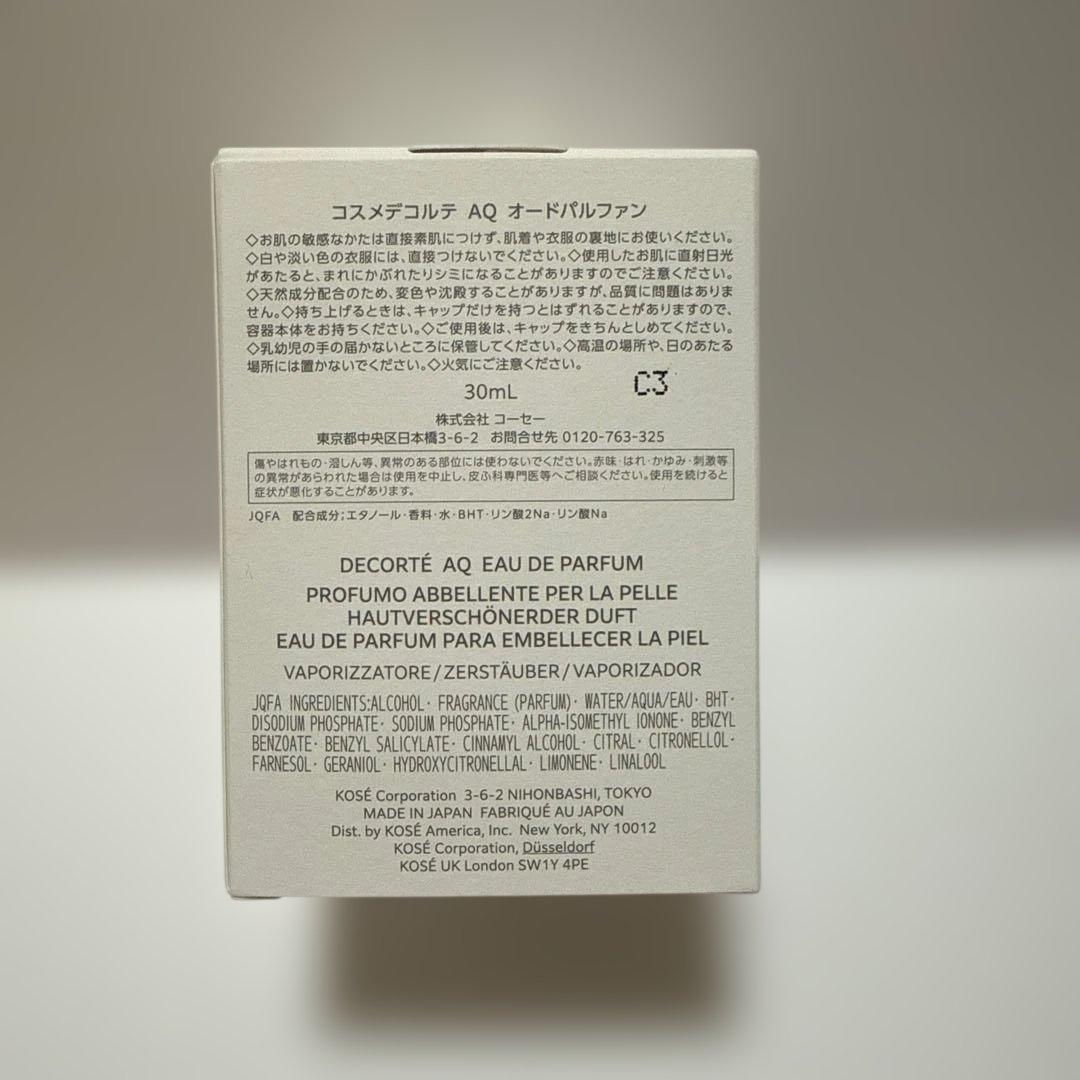 コスメデコルテ AQ オードパルファン
◇お肌の敏感なかたは直接素肌につけず、肌着や衣服の裏地にお使いください。
◇白や淡い色の衣服には、直接つけないでください。◇使用したお肌に直射日光
があたると、まれにかぶれたりシミになることがありますのでご注意ください。
◇天然成分配合のため、変色や沈殿することがありますが、品質に問題はありま
せん。◇持ち上げるときは、キャップだけを持つとはずれることがありますので、
容器本体をお持ちください。◇ご使用後は、キャップをきちんとしめてください。
◇乳幼児の手の届かないところに保管してください。◇高温の場所や、日のあたる
場所には置かないでください。◇火気にご注意ください。
30mL
C3
株式会社 コーセー
東京都中央区日本橋3-6-2 お問合せ先 0120-763-325
傷やはれもの・湿しん等、異常のある部位には使わないでください。赤味・はれ・かゆみ・刺激等
の異常があらわれた場合は使用を中止し、皮ふ科専門医等へご相談ください。使用を続けると
症状が悪化することがあります。
JQFA 配合成分;エタノール・香料・水・BHT・リン酸2Na・リン酸Na
DECORTÉ AQ EAU DE PARFUM
PROFUMO ABBELLENTE PER LA PELLE
HAUTVERSCHÖNERDER DUFT
EAU DE PARFUM PARA EMBELLECER LA PIEL
VAPORIZZATORE/ZERSTÄUBER/VAPORIZADOR
JQFA INGREDIENTS:ALCOHOL・ FRAGRANCE (PARFUM)・ WATER/AQUA/EAU・ BHT・
DISODIUM PHOSPHATE・ SODIUM PHOSPHATE・ ALPHA-ISOMETHYL IONONE・ BENZYL
BENZOATE・ BENZYL SALICYLATE・ CINNAMYL ALCOHOL・ CITRAL・ CITRONELLOL・
FARNESOL・ GERANIOL・ HYDROXYCITRONELLAL・ LIMONENE・ LINALOOL
KOSÉ Corporation 3-6-2 NIHONBASHI, TOKYO
MADE IN JAPAN FABRIQUÉ AU JAPON
Dist. by KOSÉ America, Inc. New York, NY 10012
KOSÉ Corporation, Düsseldorf
KOSÉ UK London SW1Y 4PE